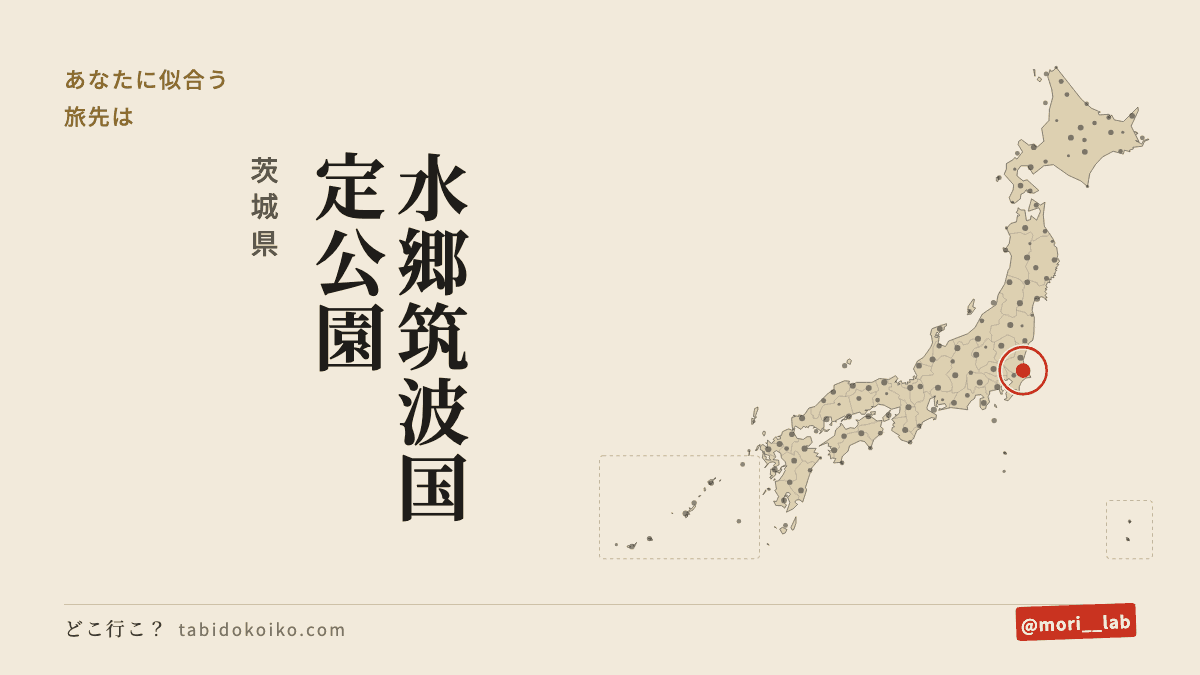 あなたに似合う
旅先は
水郷筑波国
定公園
茨城県
どこ行こ？ tabidokoiko.com
@mori__lab